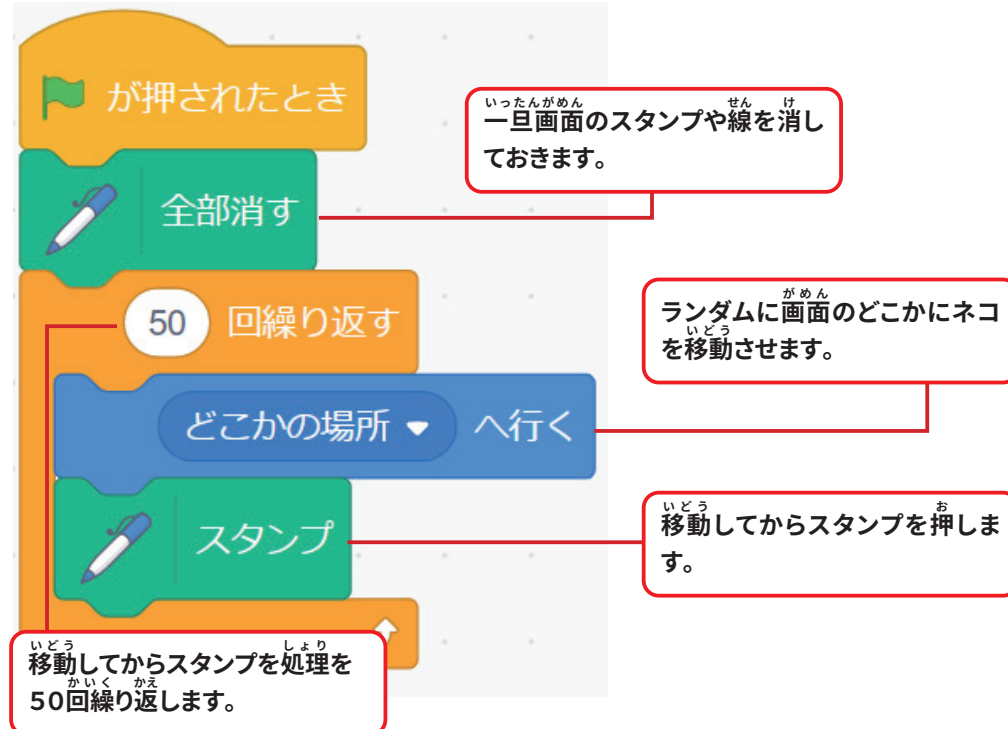 が押されたとき
いったんがめん せん け
一旦画面のスタンプや線を消し
ておきます。
全部消す
50 回繰り返す
がめん
ランダムに画面のどこかにネコ
いどう
を移動させます。
どこかの場所 へ行く
スタンプ
いどう お
移動してからスタンプを押しま
す。
いどう しょり
移動してからスタンプを処理を
かいく かえ
50回繰り返します。